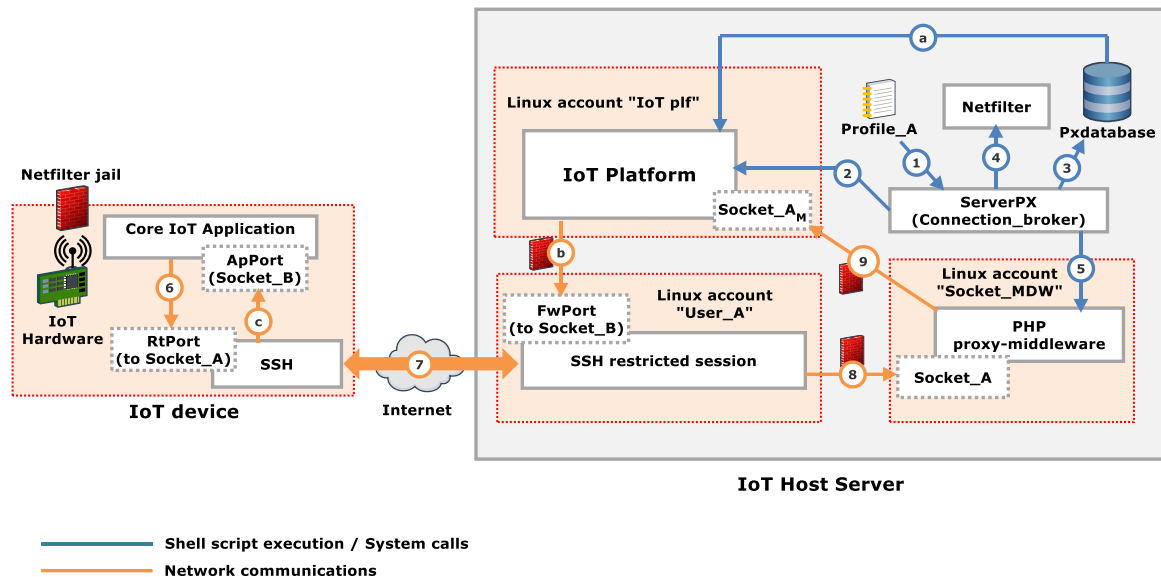 a
Linux account "IoT plf"
Profile_A
Netfilter
Pxdatabase
IoT Platform
1
4
3
2
Netfilter jail
Socket_AM
ServerPX
(Connection_broker)
Core IoT Application
ApPort
(Socket_B)
b
9
5
6
c
IoT
Hardware
RtPort
(to Socket_A)
SSH
IoT device
7
Internet
FwPort
(to Socket_B)
Linux account
"User_A"
SSH restricted session
8
Linux account
"Socket_MDW"
PHP
proxy-middleware
Socket_A
IoT Host Server
Shell script execution / System calls
Network communications